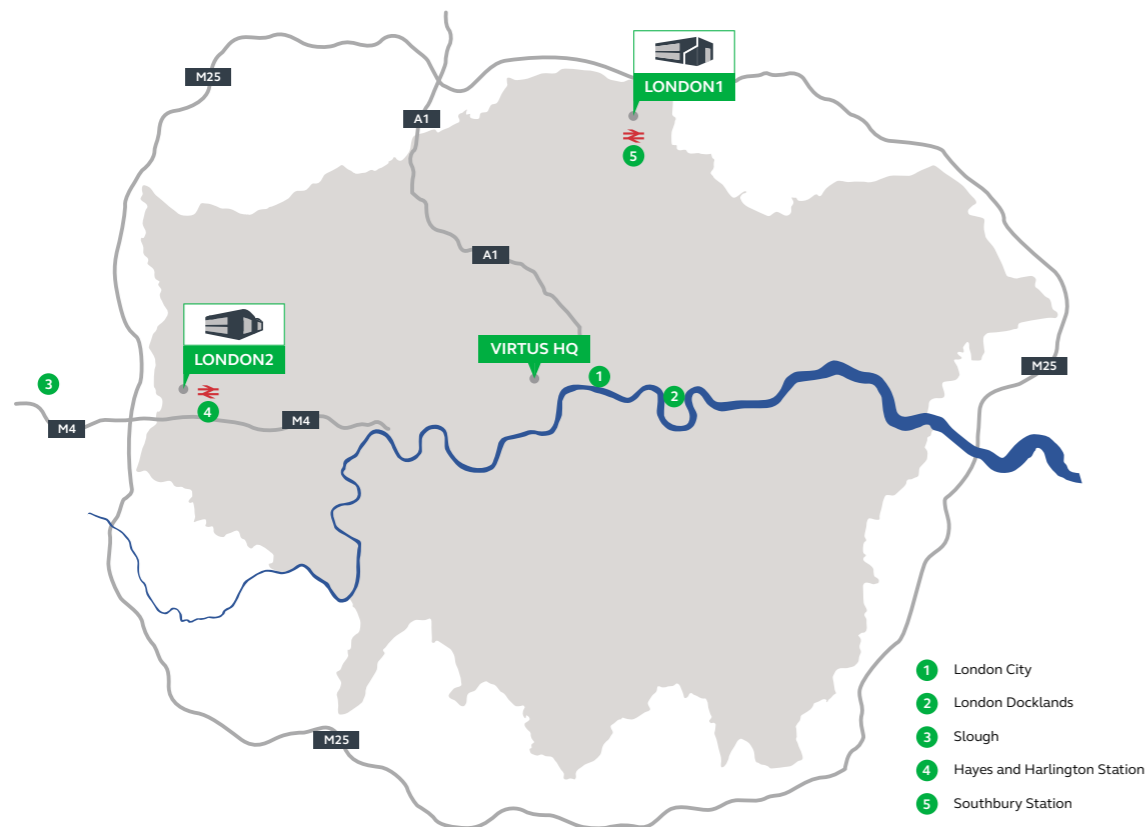 M25
LONDON1
A1
5
A1
LONDON2
VIRTUS HQ
M25
3
1
2
4
M4
M4
M25
1 London City
2 London Docklands
3 Slough
4 Hayes and Harlington Station
5 Southbury Station